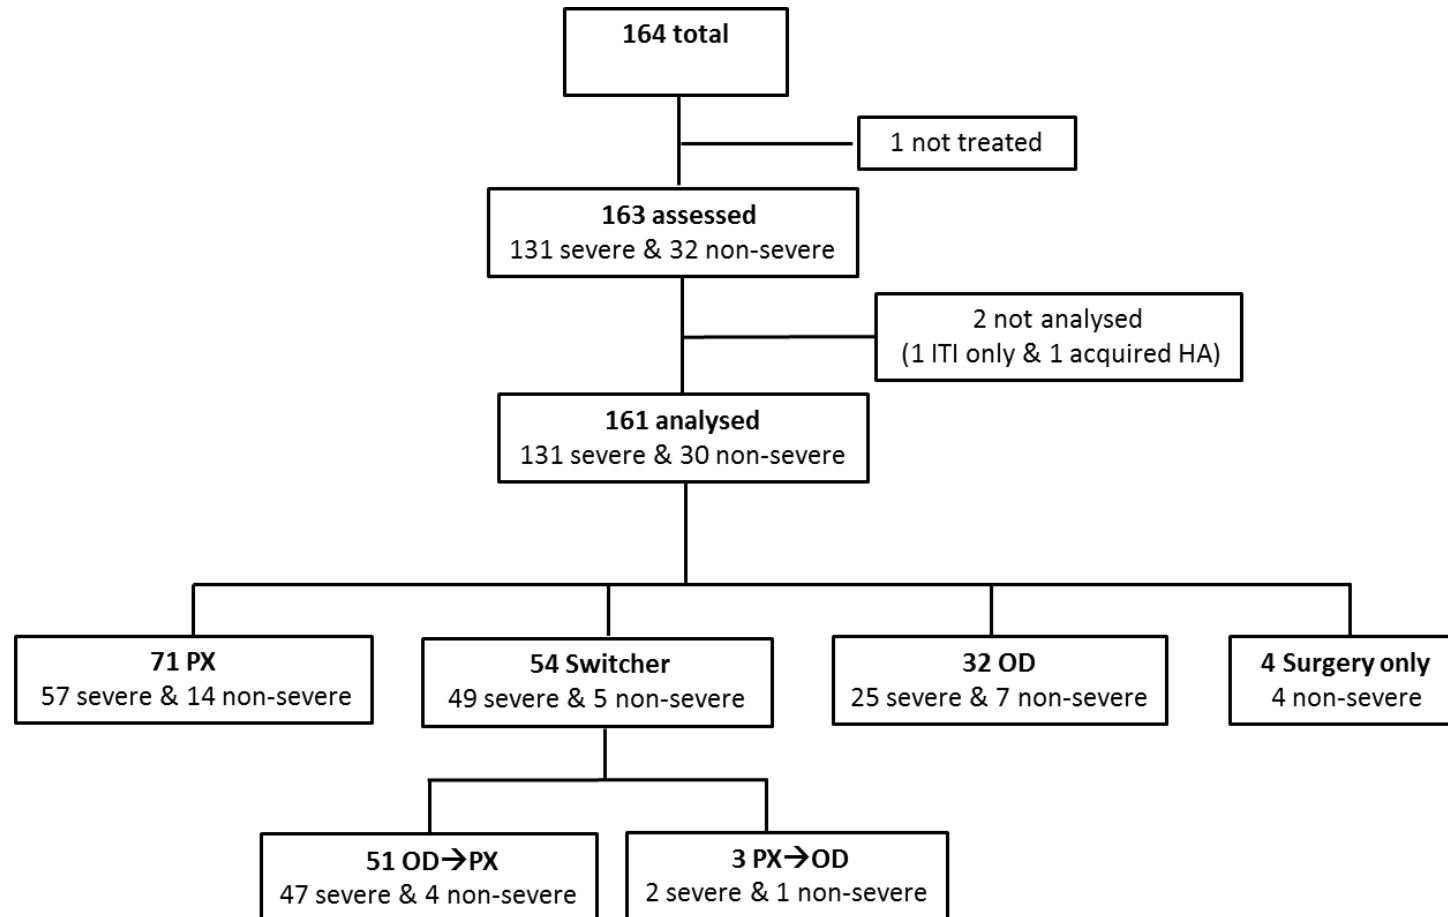 164 total
1 not treated
163 assessed
131 severe & 32 non-severe
2 not analysed
(1 ITI only & 1 acquired HA)
161 analysed
131 severe & 30 non-severe
71 PX
57 severe & 14 non-severe
54 Switcher
49 severe & 5 non-severe
32 OD
25 severe & 7 non-severe
4 Surgery only
4 non-severe
51 OD→PX
47 severe & 4 non-severe
3 PX→OD
2 severe & 1 non-severe